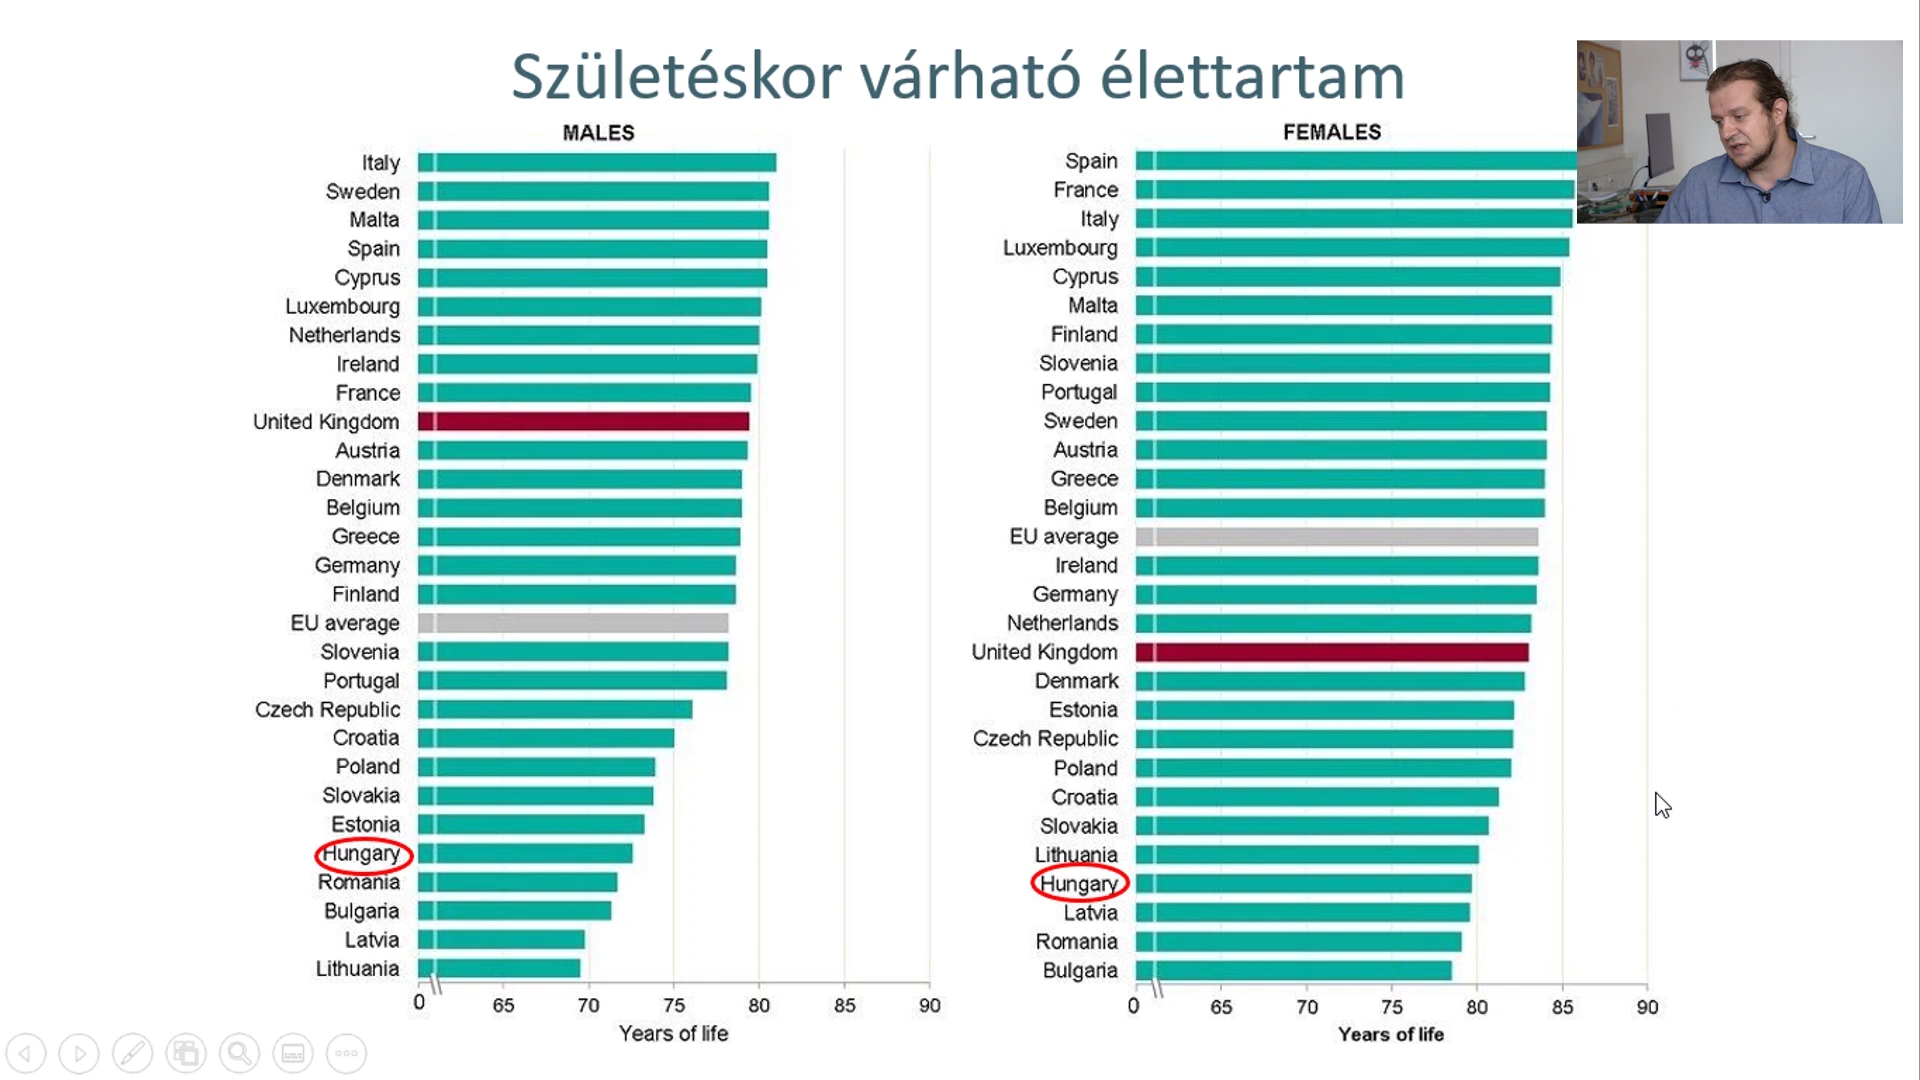 Születéskor várható élettartam
MALES
Italy
Sweden
Malta
Spain
Cyprus
Luxembourg
Netherlands
Ireland
France
United Kingdom
Austria
Denmark
Belgium
Greece
Germany
Finland
EU average
Slovenia
Portugal
Czech Republic
Croatia
Poland
Slovakia
Estonia
Hungary
Romania
Bulgaria
Latvia
Lithuania
0 65 70 75 80 85 90
Years of life
FEMALES
Spain
France
Italy
Luxembourg
Cyprus
Malta
Finland
Slovenia
Portugal
Sweden
Austria
Greece
Belgium
EU average
Ireland
Germany
Netherlands
United Kingdom
Denmark
Estonia
Czech Republic
Poland
Croatia
Slovakia
Lithuania
Hungary
Latvia
Romania
Bulgaria
0 65 70 75 80 85 90
Years of life